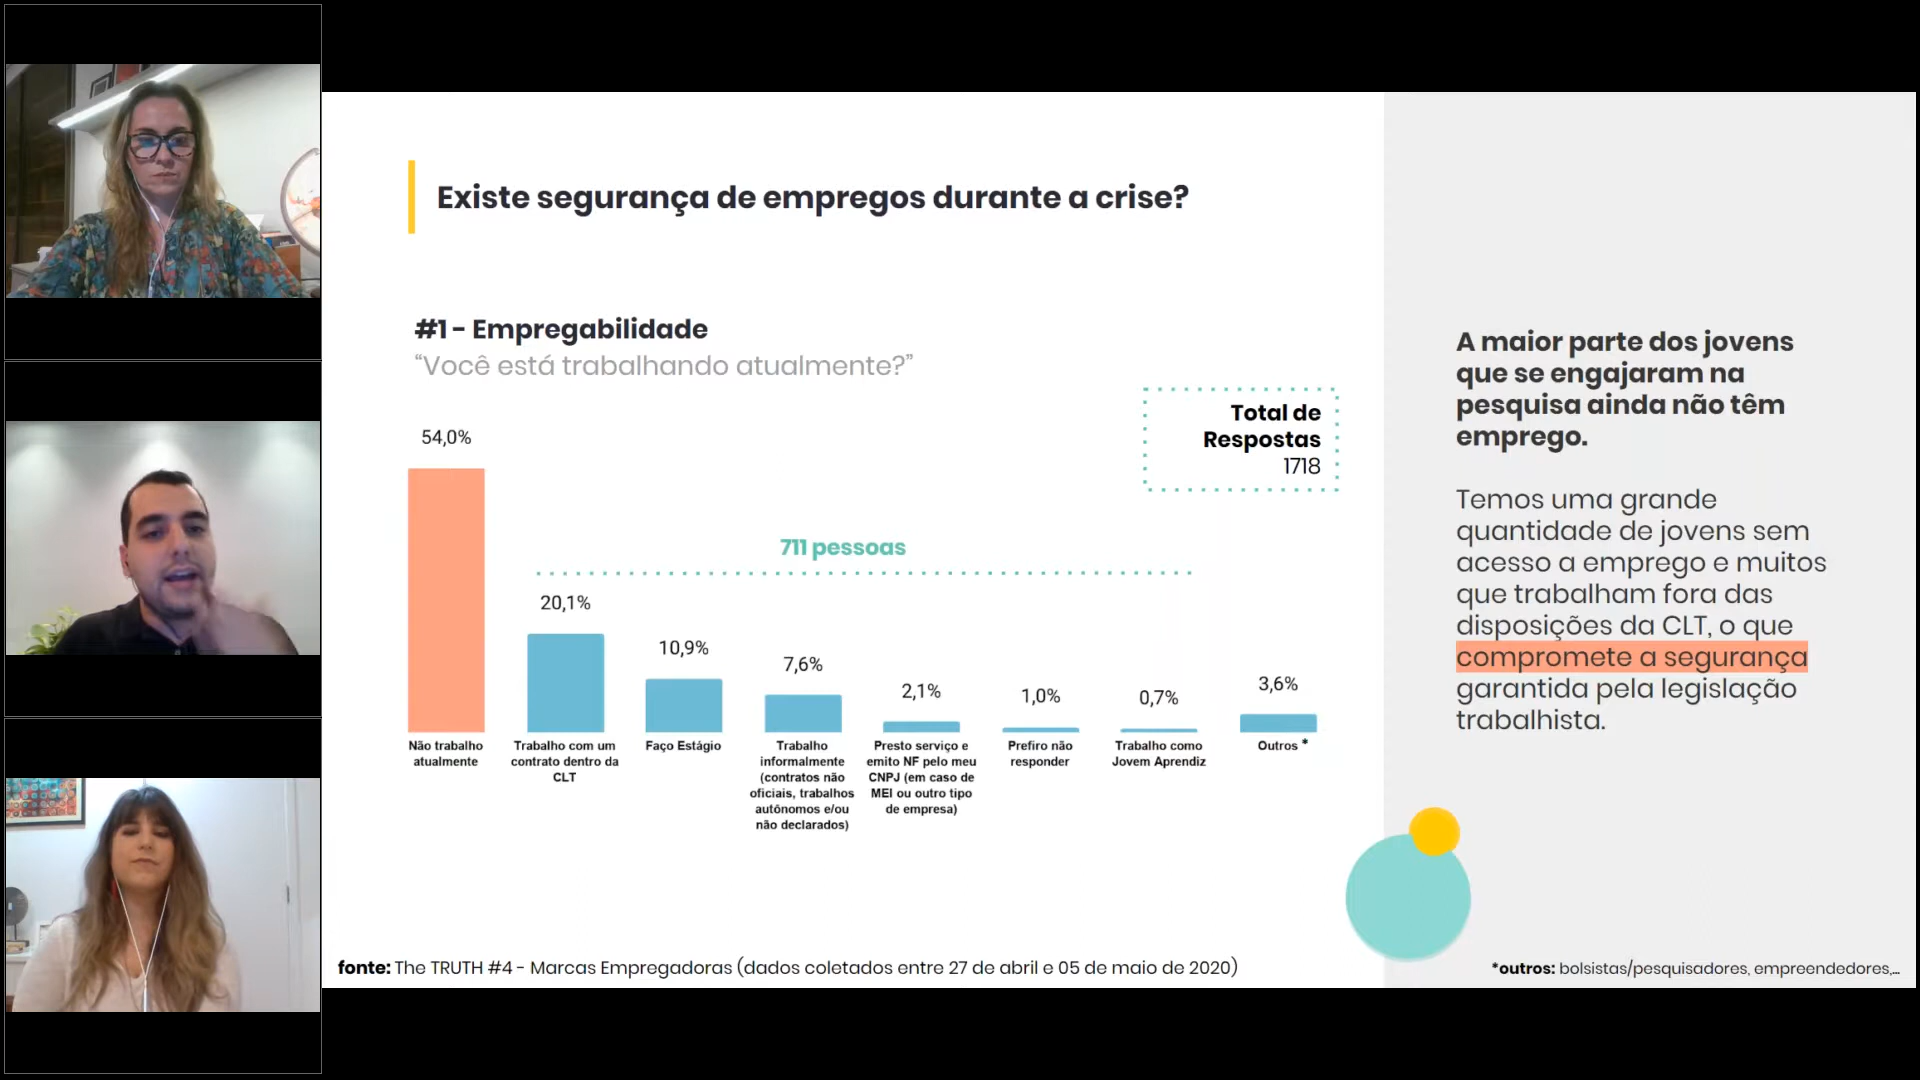 Existe segurança de empregos durante a crise?
#1 - Empregabilidade
“Você está trabalhando atualmente?”
Total de
Respostas
1718
711 pessoas
54,0%
20,1%
10,9%
7,6%
2,1%
1,0%
0,7%
3,6%
Não trabalho
atualmente
Trabalho com um
contrato dentro da
CLT
Faço Estágio
Trabalho
informalmente
(contratos não
oficiais, trabalhos
autônomos e/ou
não declarados)
Presto serviço e
emito NF pelo meu
CNPJ (em caso de
MEI ou outro tipo
de empresa)
Prefiro não
responder
Trabalho como
Jovem Aprendiz
Outros *
A maior parte dos jovens
que se engajaram na
pesquisa ainda não têm
emprego.
Temos uma grande
quantidade de jovens sem
acesso a emprego e muitos
que trabalham fora das
disposições da CLT, o que
compromete a segurança
garantida pela legislação
trabalhista.
fonte: The TRUTH #4 - Marcas Empregadoras (dados coletados entre 27 de abril e 05 de maio de 2020)
*outros: bolsistas/pesquisadores, empreendedores,...